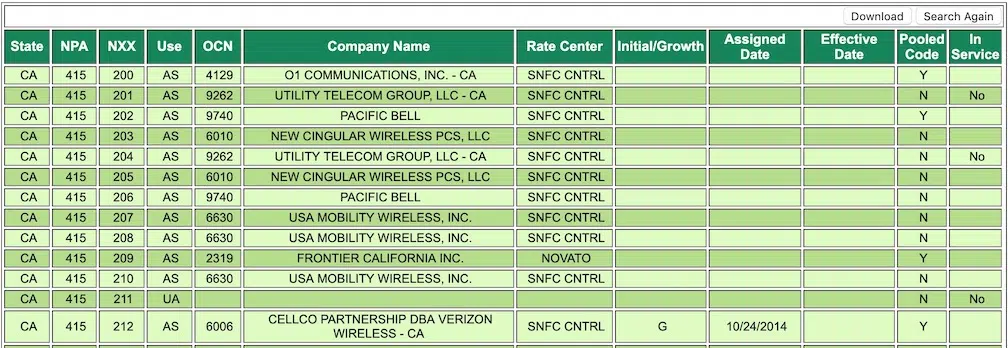 Download Search Again
State NPA NXX Use OCN Company Name Rate Center Initial/Growth Assigned Date Effective Date Pooled Code In Service
CA 415 200 AS 4129 O1 COMMUNICATIONS, INC. - CA SNFC CNTRL Y
CA 415 201 AS 9262 UTILITY TELECOM GROUP, LLC - CA SNFC CNTRL N No
CA 415 202 AS 9740 PACIFIC BELL SNFC CNTRL Y
CA 415 203 AS 6010 NEW CINGULAR WIRELESS PCS, LLC SNFC CNTRL N
CA 415 204 AS 9262 UTILITY TELECOM GROUP, LLC - CA SNFC CNTRL N No
CA 415 205 AS 6010 NEW CINGULAR WIRELESS PCS, LLC SNFC CNTRL N
CA 415 206 AS 9740 PACIFIC BELL SNFC CNTRL N
CA 415 207 AS 6630 USA MOBILITY WIRELESS, INC. SNFC CNTRL N
CA 415 208 AS 6630 USA MOBILITY WIRELESS, INC. SNFC CNTRL N
CA 415 209 AS 2319 FRONTIER CALIFORNIA INC. NOVATO Y
CA 415 210 AS 6630 USA MOBILITY WIRELESS, INC. SNFC CNTRL N
CA 415 211 UA N No
CA 415 212 AS 6006 CELLCO PARTNERSHIP DBA VERIZON WIRELESS - CA SNFC CNTRL G 10/24/2014 Y